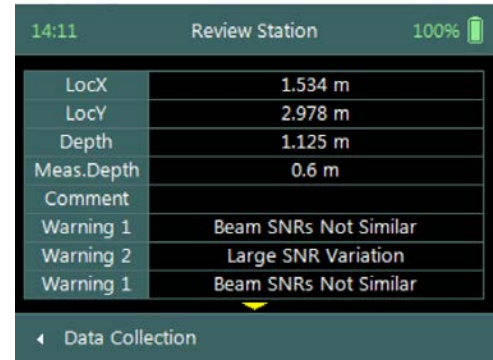 14:11 Review Station 100%
LocX 1.534 m
LocY 2.978 m
Depth 1.125 m
Meas.Depth 0.6 m
Comment
Warning 1 Beam SNRs Not Similar
Warning 2 Large SNR Variation
Warning 1 Beam SNRs Not Similar
Data Collection